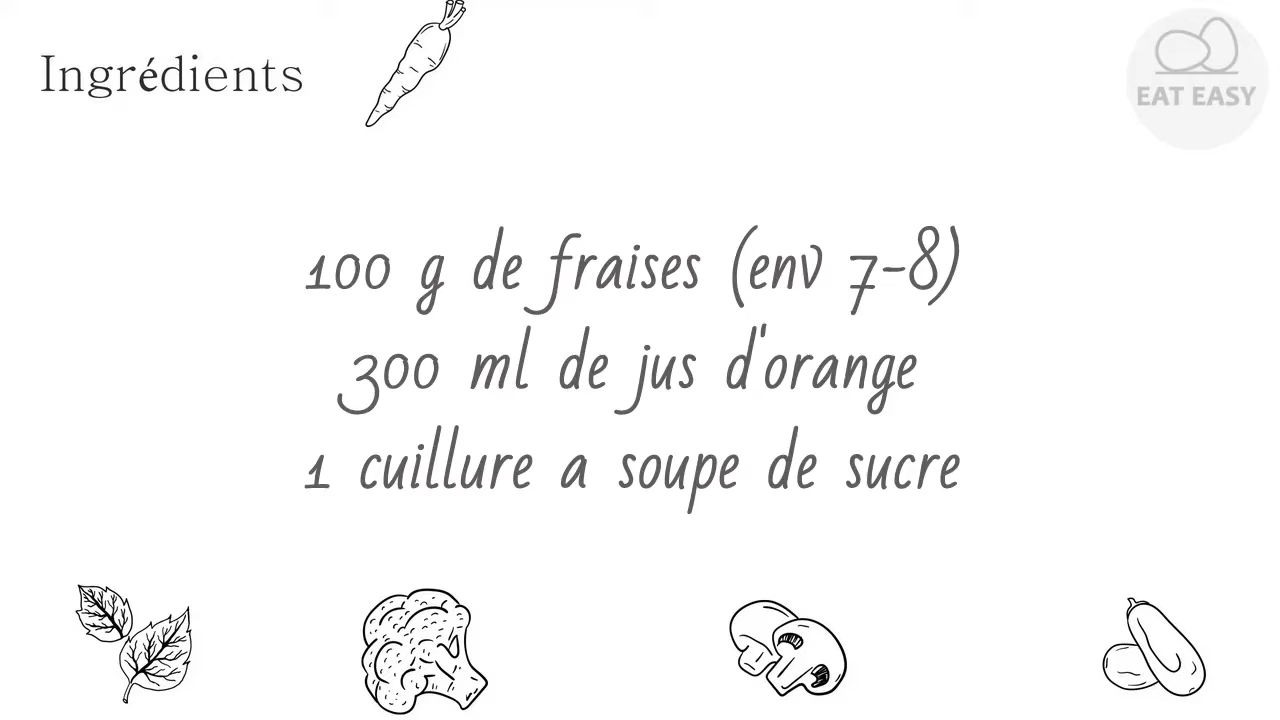 Ingrédients
EAT EASY
100 g de fraises (env 7-8)
300 ml de jus d'orange
1 cuillure a soupe de sucre